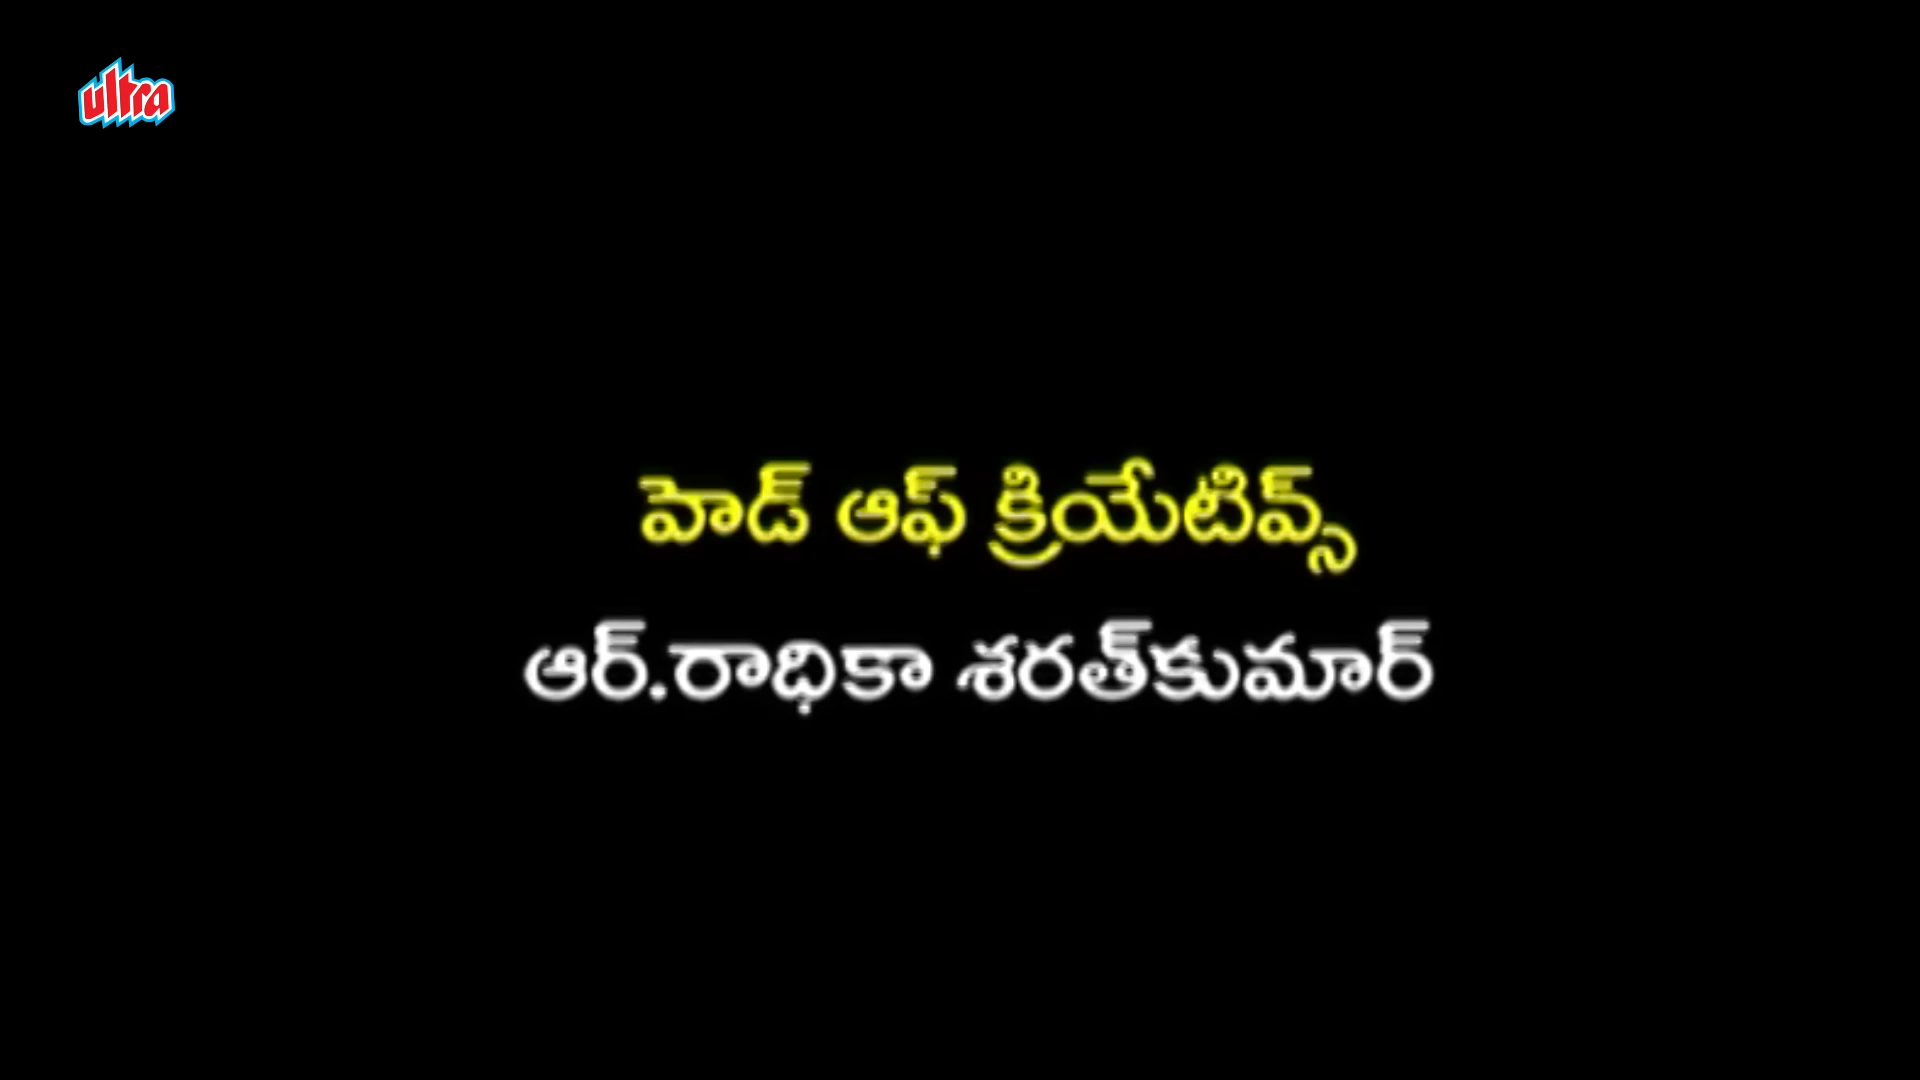 ultra
హెడ్ ఆఫ్ క్రియేటివ్స్
ఆర్.రాధికా శరత్‌కుమార్